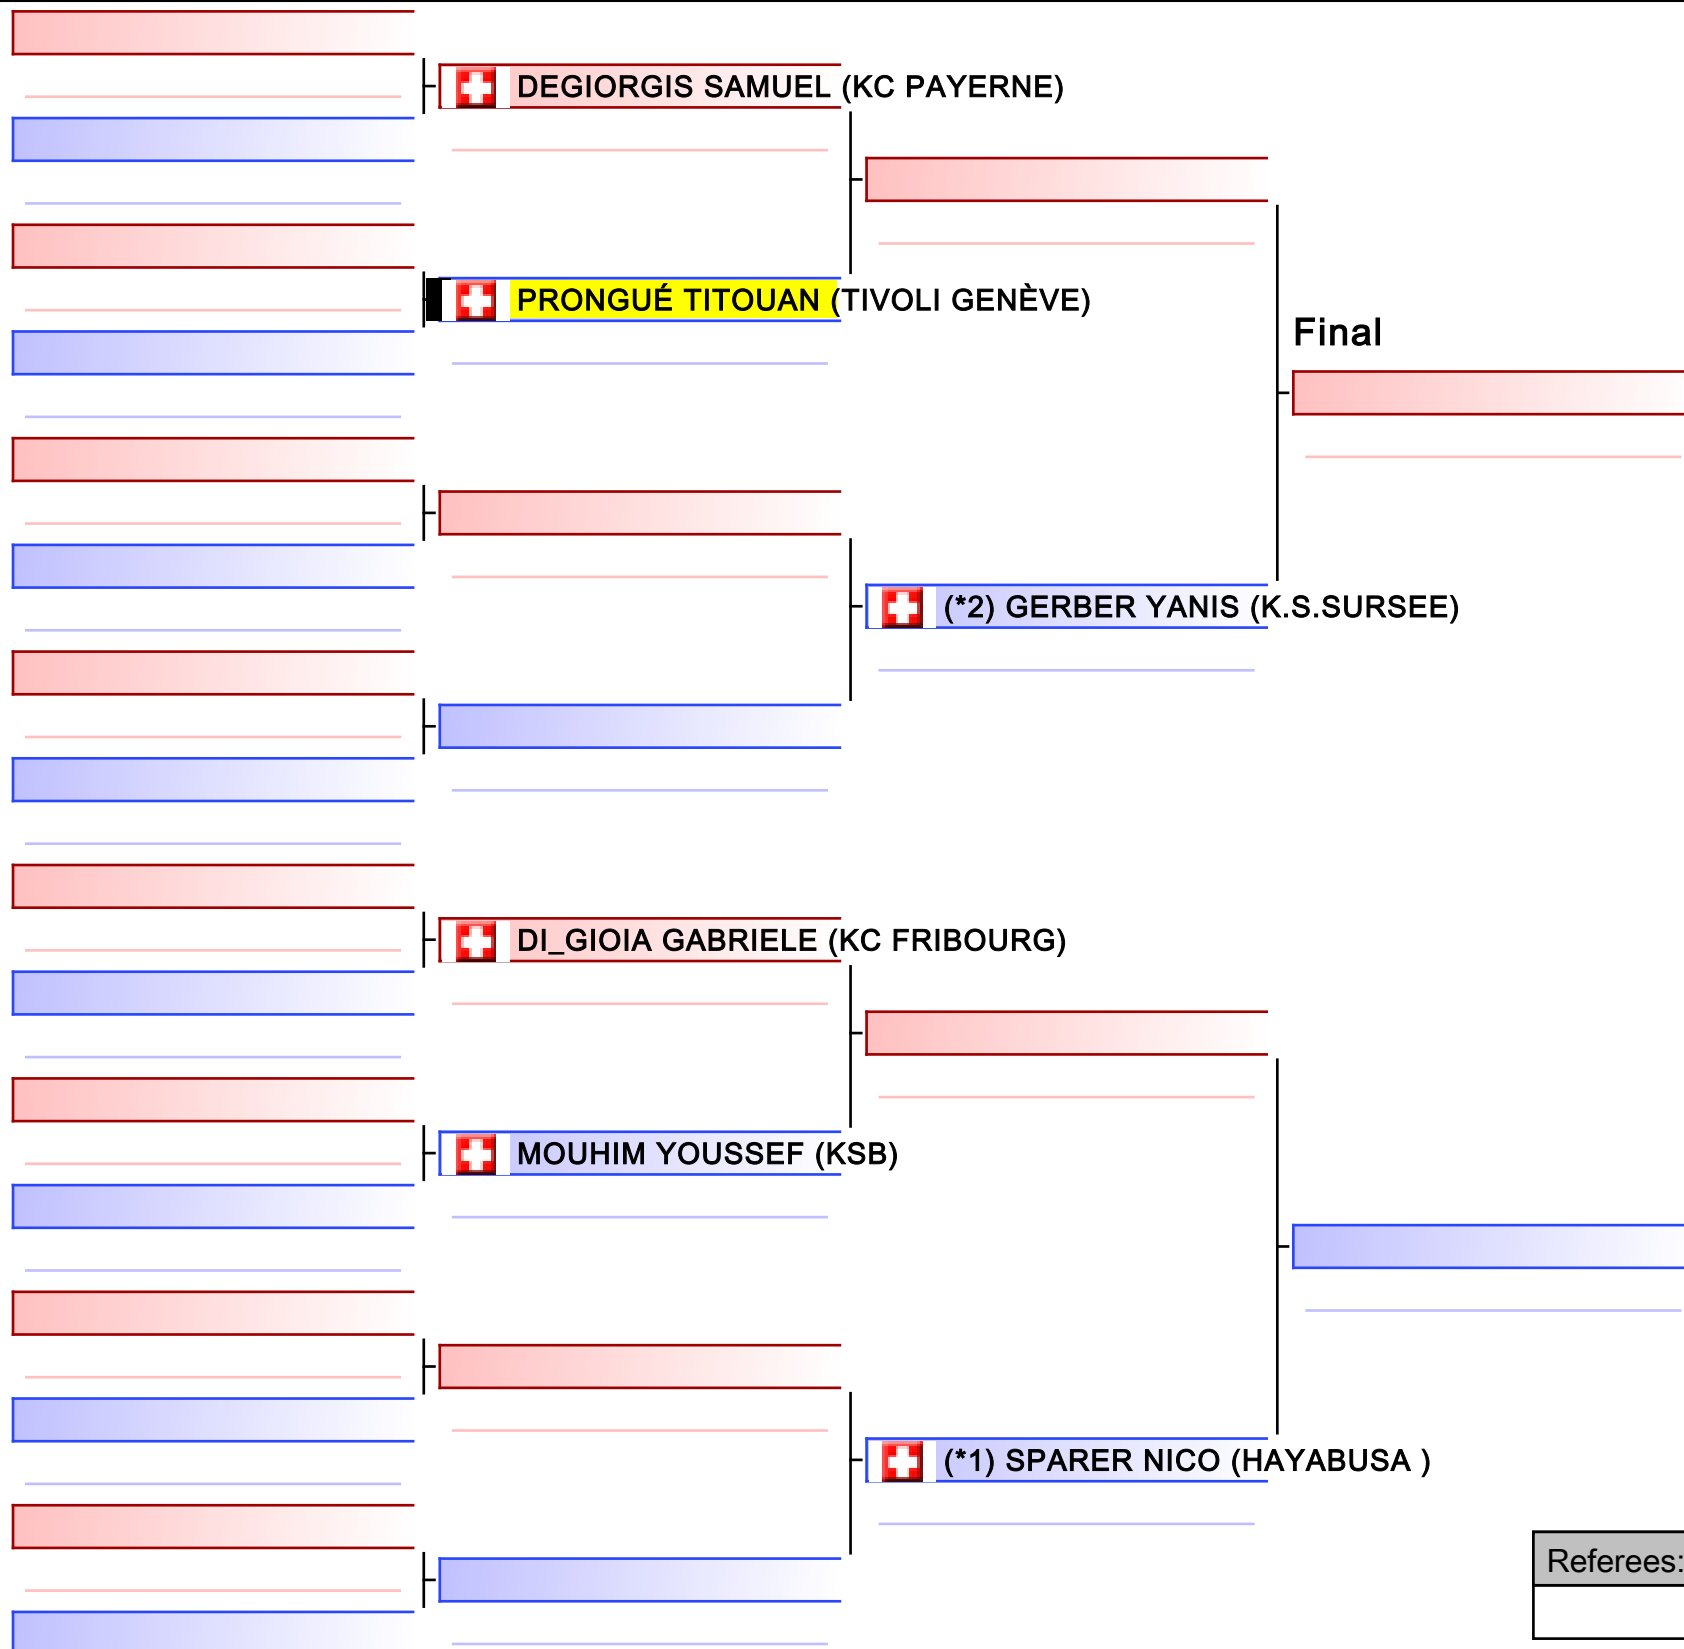 DEGIORGIS SAMUEL (KC PAYERNE)
PRONGUÉ TITOUAN (TIVOLI GENÈVE)
Final
(*2) GERBER YANIS (K.S.SURSEE)
DI_GIOIA GABRIELE (KC FRIBOURG)
MOUHIM YOUSSEF (KSB)
(*1) SPARER NICO (HAYABUSA )
Referees: